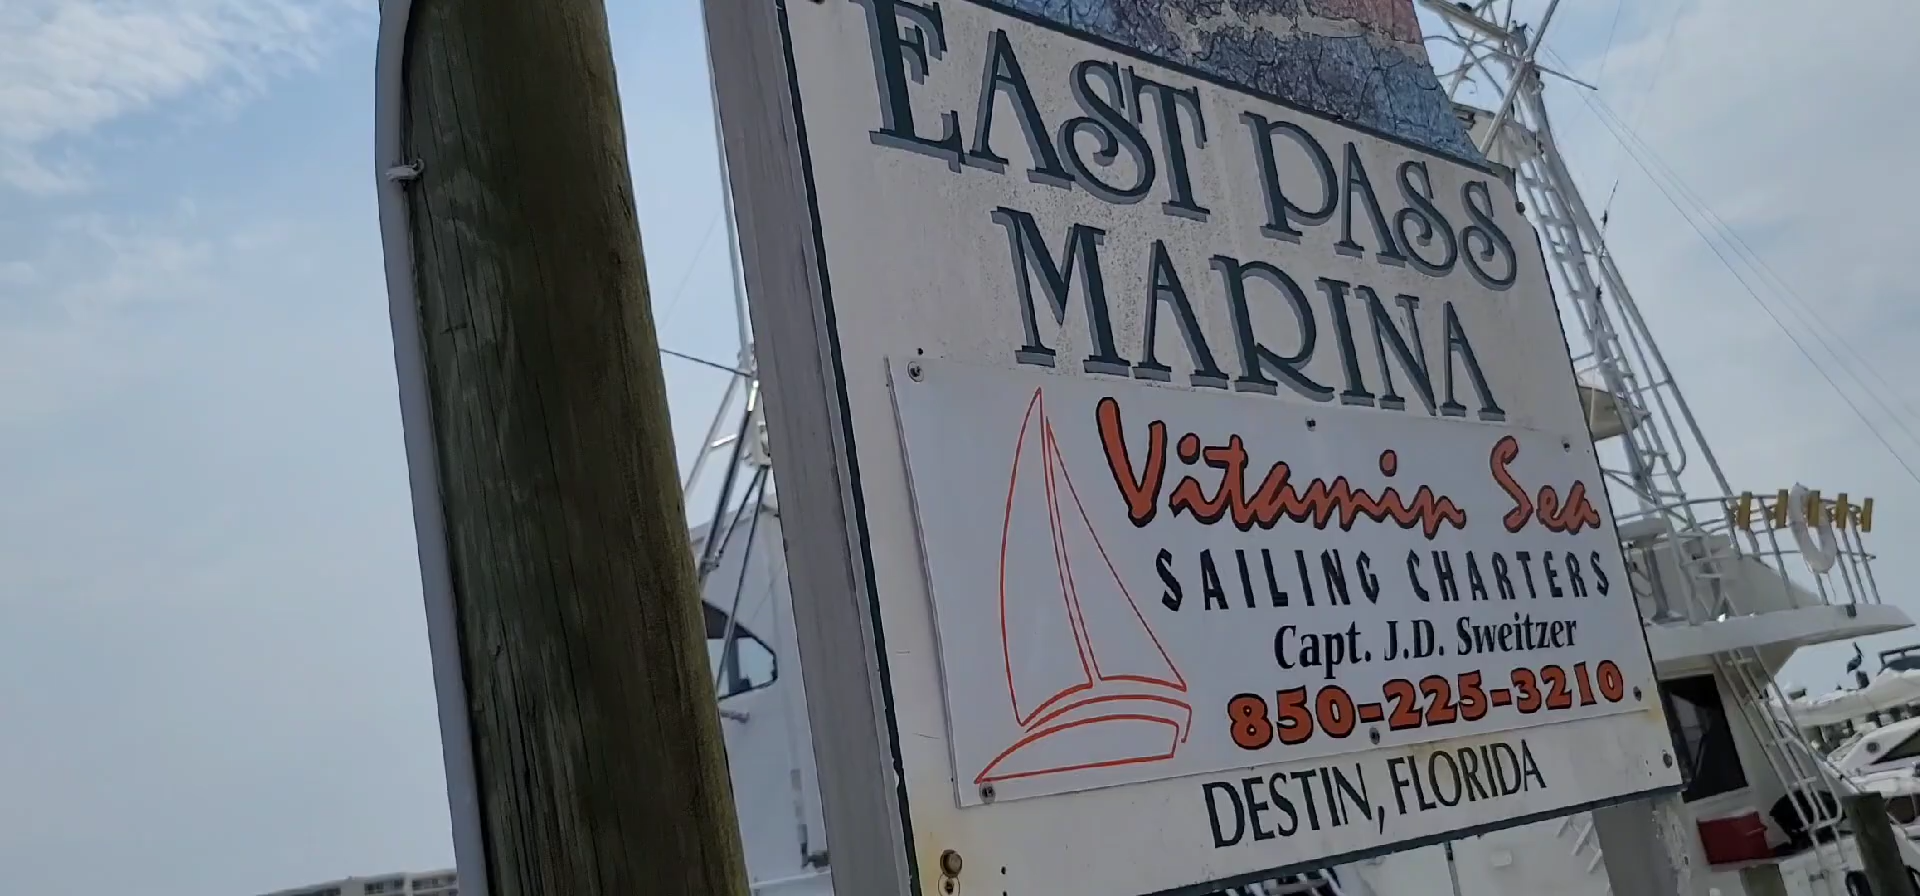 EAST PASS
MARINA
Vitamin Sea
SAILING CHARTERS
Capt. J.D. Sweitzer
850-225-3210
DESTIN, FLORIDA